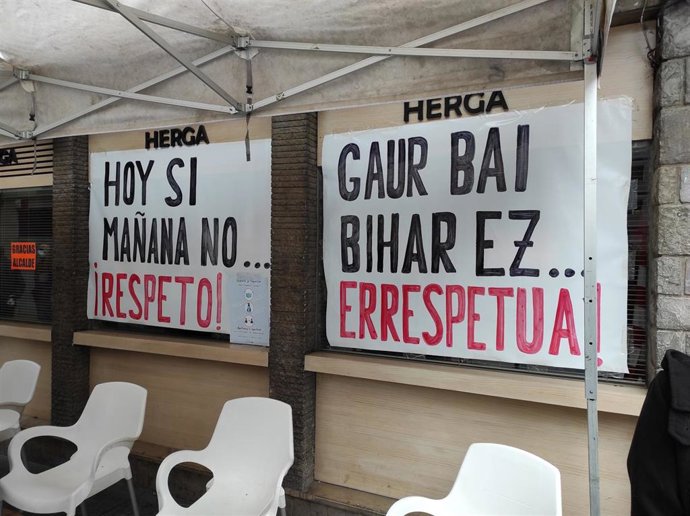 HERGA
HOY SI
MAÑANA NO...
¡RESPETO!
HERGA
GAUR BAI
BIHAR EZ...
ERRESPETUA!
GRACIAS
ALCALDE